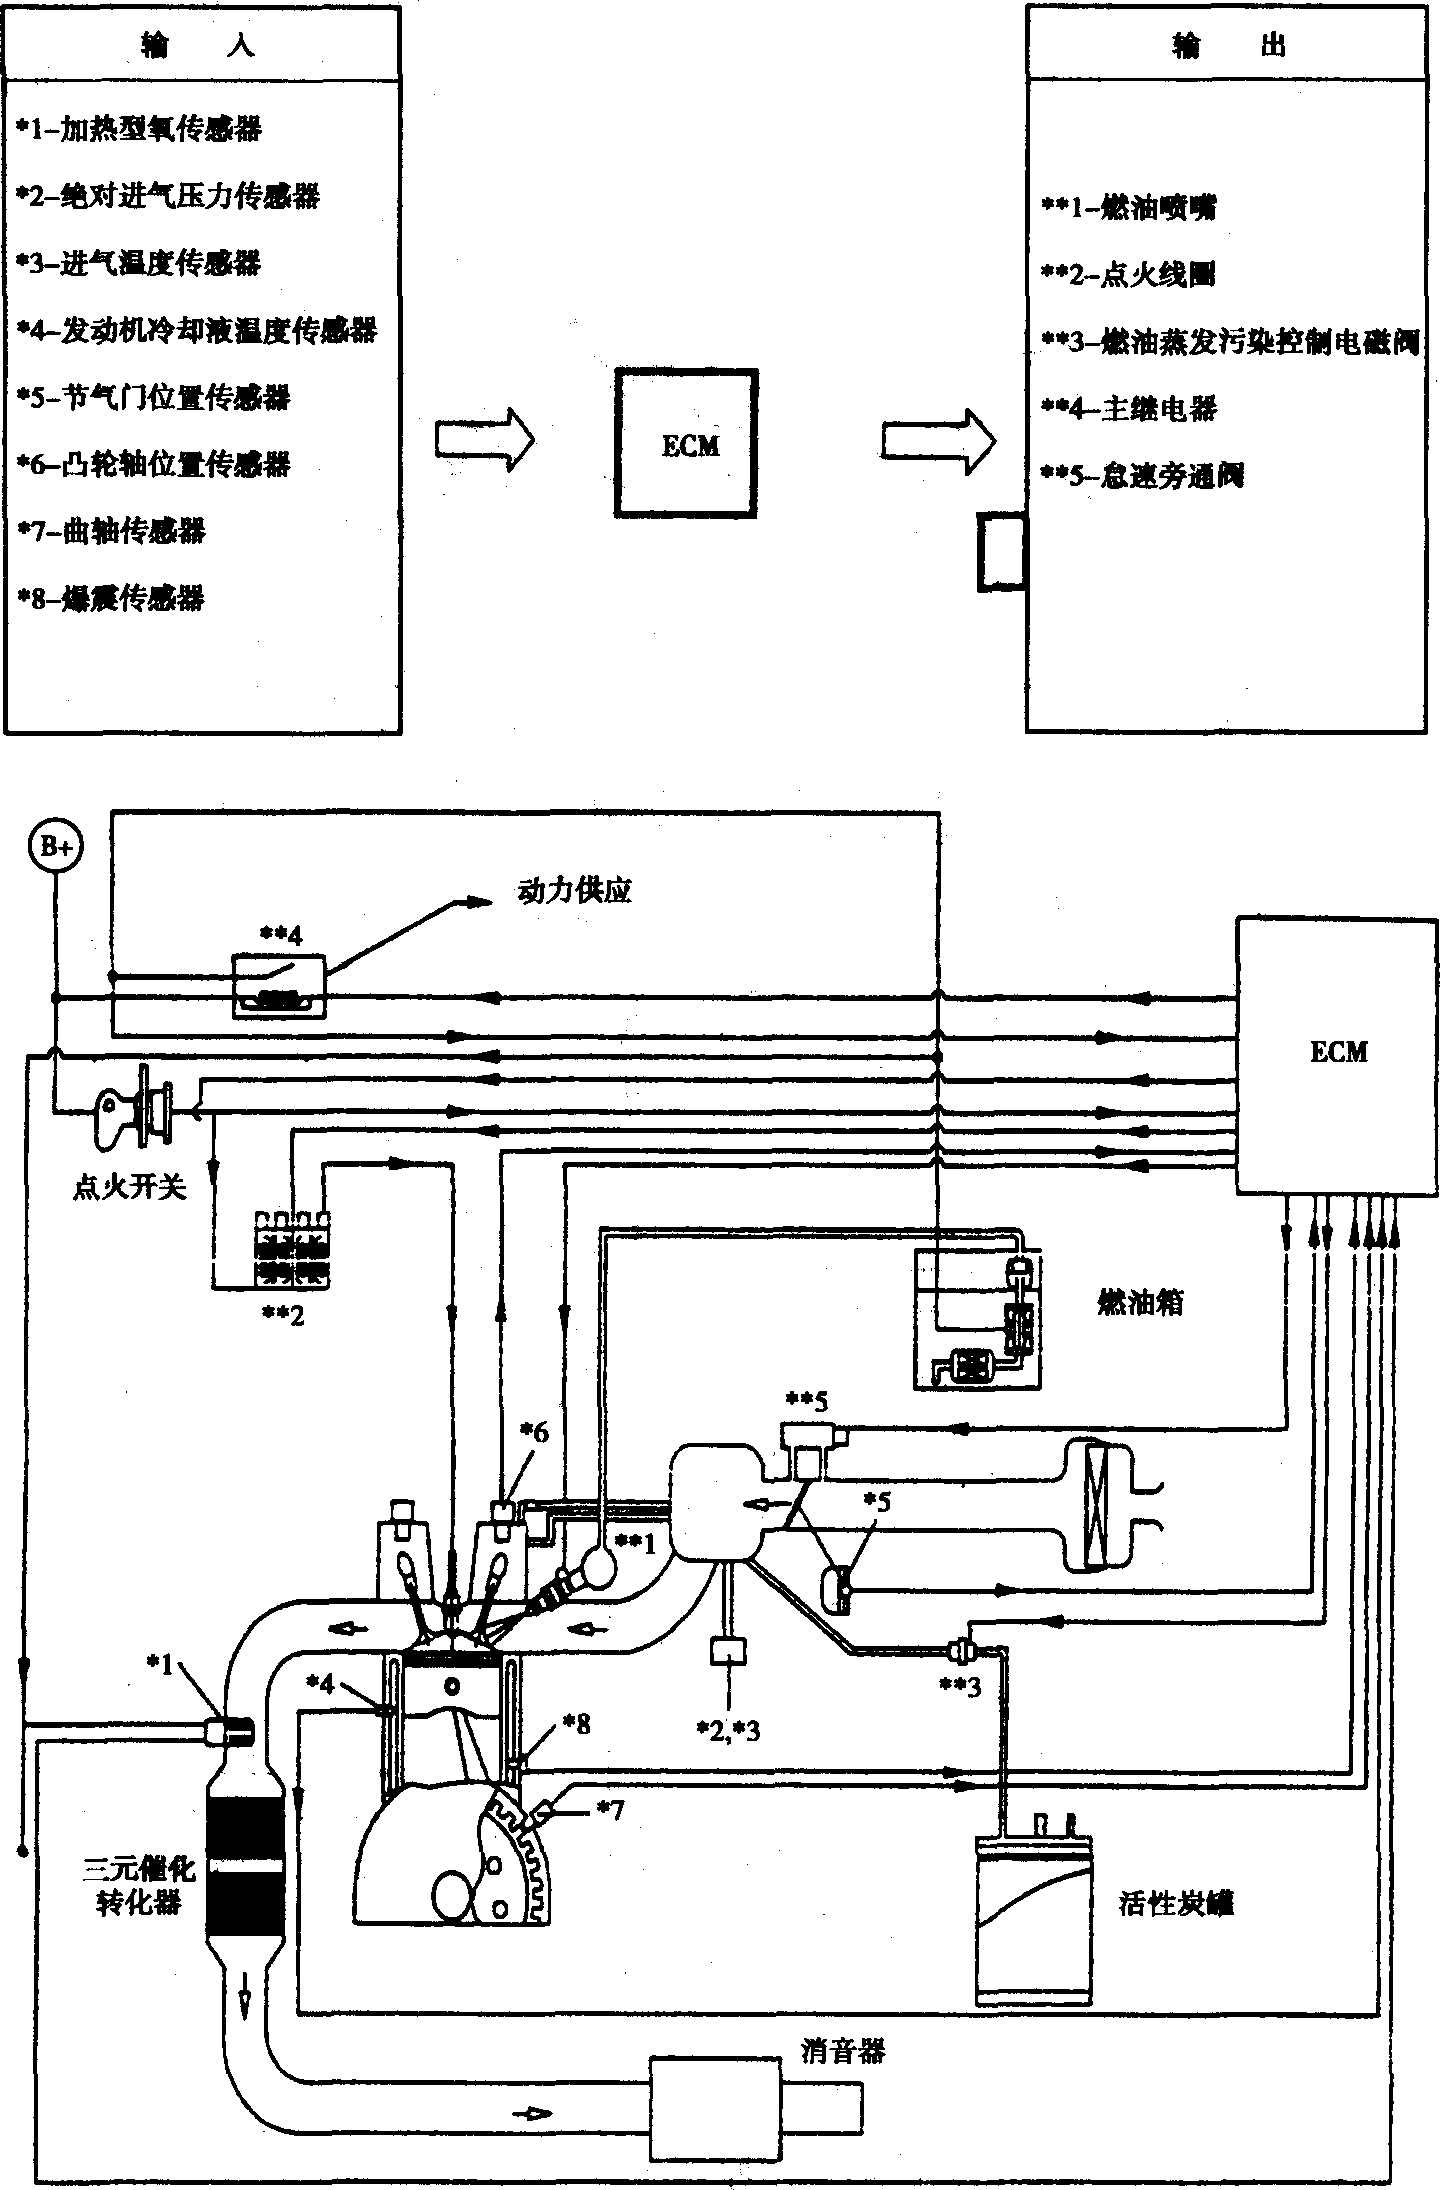 输 入
*1-加热型氧传感器
*2-绝对进气压力传感器
*3-进气温度传感器
*4-发动机冷却液温度传感器
*5-节气门位置传感器
*6-凸轮轴位置传感器
*7-曲轴传感器
*8-爆震传感器
ECM
输 出
**1-燃油喷嘴
**2-点火线圈
**3-燃油蒸发污染控制电磁阀
**4-主继电器
**5-怠速旁通阀
B+
动力供应
**4
ECM
点火开关
**2
燃油箱
**5
*6
*5
**1
*1
*4
**3
*8
*2,*3
*7
三元催化
转化器
活性炭罐
消音器